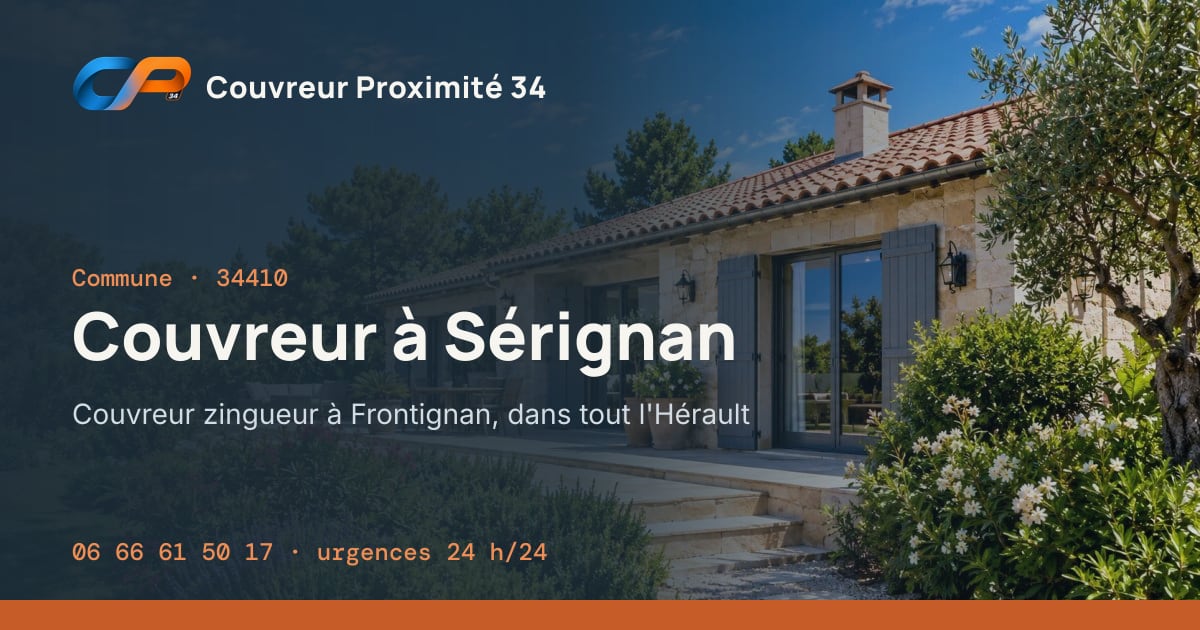 CP
34
Couvreur Proximité 34
Commune · 34410
Couvreur à Sérignan
Couvreur zingueur à Frontignan, dans tout l'Hérault
06 66 61 50 17 · urgences 24 h/24